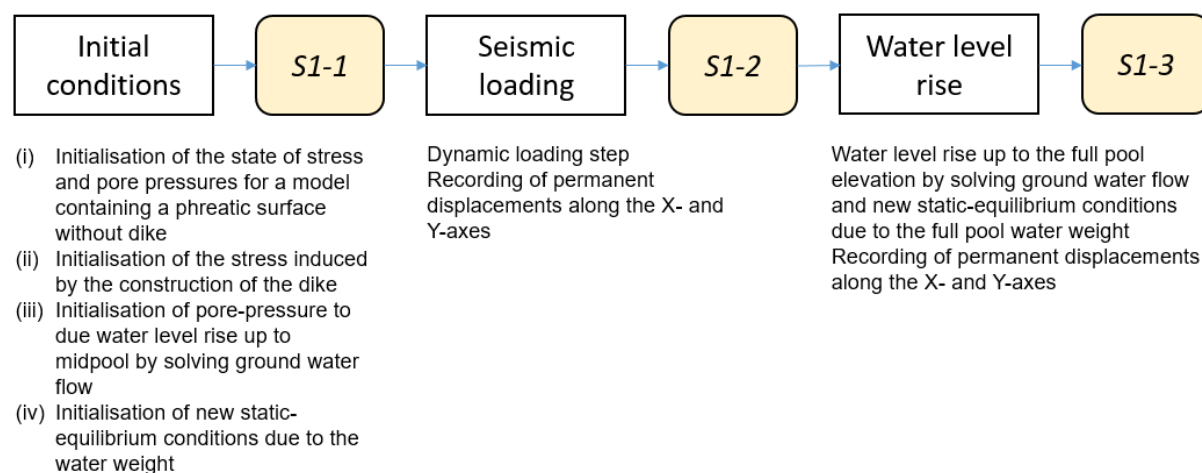 Initial
conditions
S1-1
Seismic
loading
S1-2
Water level
rise
S1-3
(i) Initialisation of the state of stress
and pore pressures for a model
containing a phreatic surface
without dike
(ii) Initialisation of the stress induced
by the construction of the dike
(iii) Initialisation of pore-pressure to
due water level rise up to
midpool by solving ground water
flow
(iv) Initialisation of new static-
equilibrium conditions due to the
water weight
Dynamic loading step
Recording of permanent
displacements along the X- and
Y-axes
Water level rise up to the full pool
elevation by solving ground water flow
and new static-equilibrium conditions
due to the full pool water weight
Recording of permanent displacements
along the X- and Y-axes